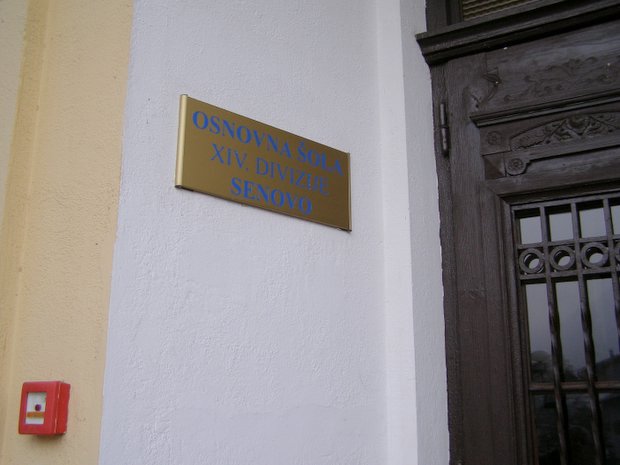 OSNOVNA ŠOLA
XIV. DIVIZIJE
SENOVO